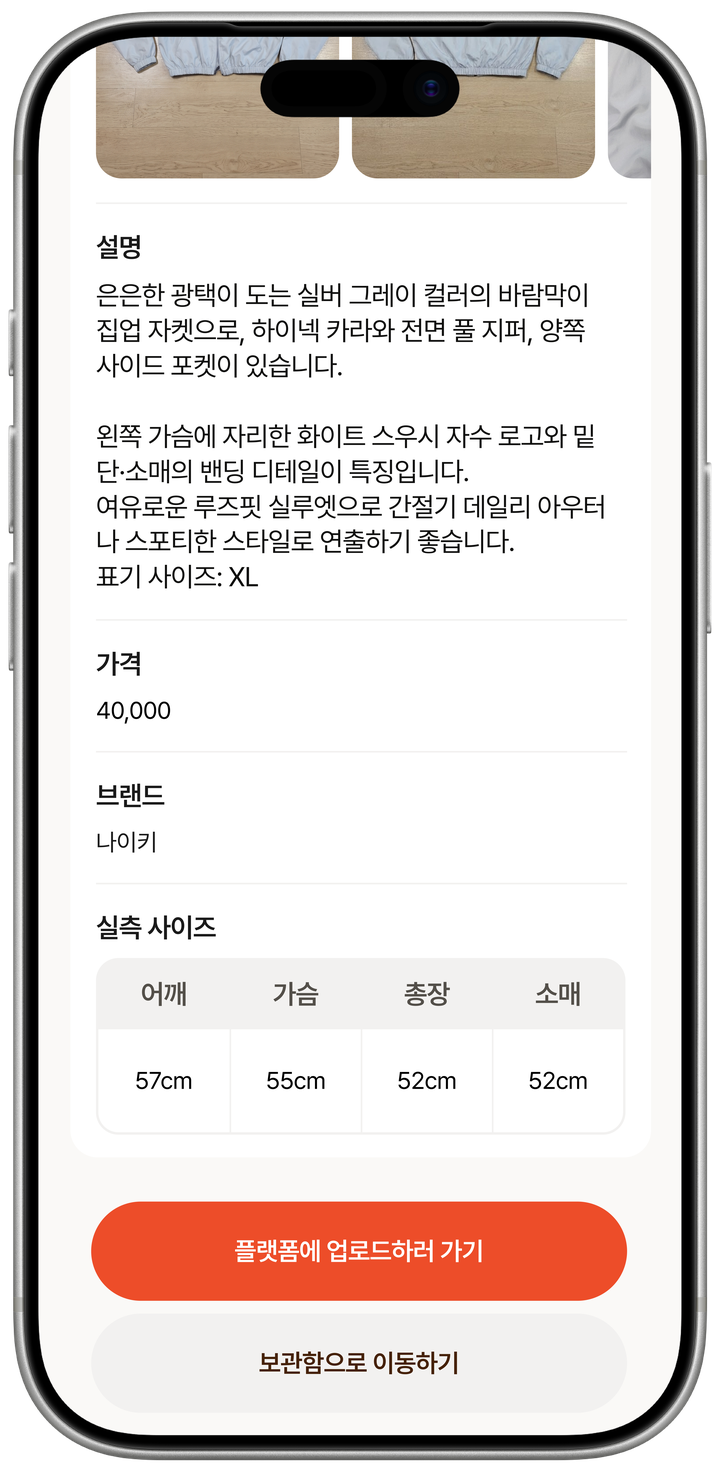 설명
은은한 광택이 도는 실버 그레이 컬러의 바람막이
집업 자켓으로, 하이넥 카라와 전면 풀 지퍼, 양쪽
사이드 포켓이 있습니다.
왼쪽 가슴에 자리한 화이트 스우시 자수 로고와 밑
단·소매의 밴딩 디테일이 특징입니다.
여유로운 루즈핏 실루엣으로 간절기 데일리 아우터
나 스포티한 스타일로 연출하기 좋습니다.
표기 사이즈: XL
가격
40,000
브랜드
나이키
실측 사이즈
어깨 가슴 총장 소매
57cm 55cm 52cm 52cm
플랫폼에 업로드하러 가기
보관함으로 이동하기